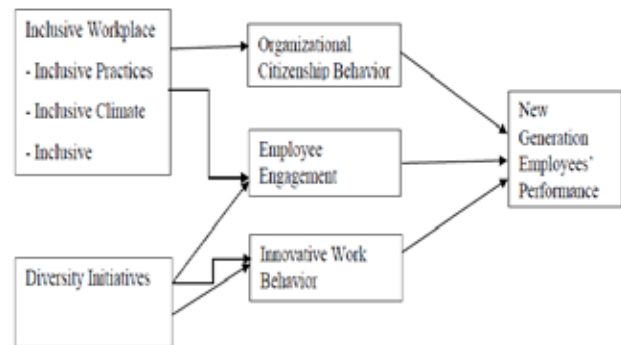 Inclusive Workplace
- Inclusive Practices
- Inclusive Climate
- Inclusive
Diversity Initiatives
Organizational
Citizenship Behavior
Employee
Engagement
Innovative Work
Behavior
New
Generation
Employees'
Performance